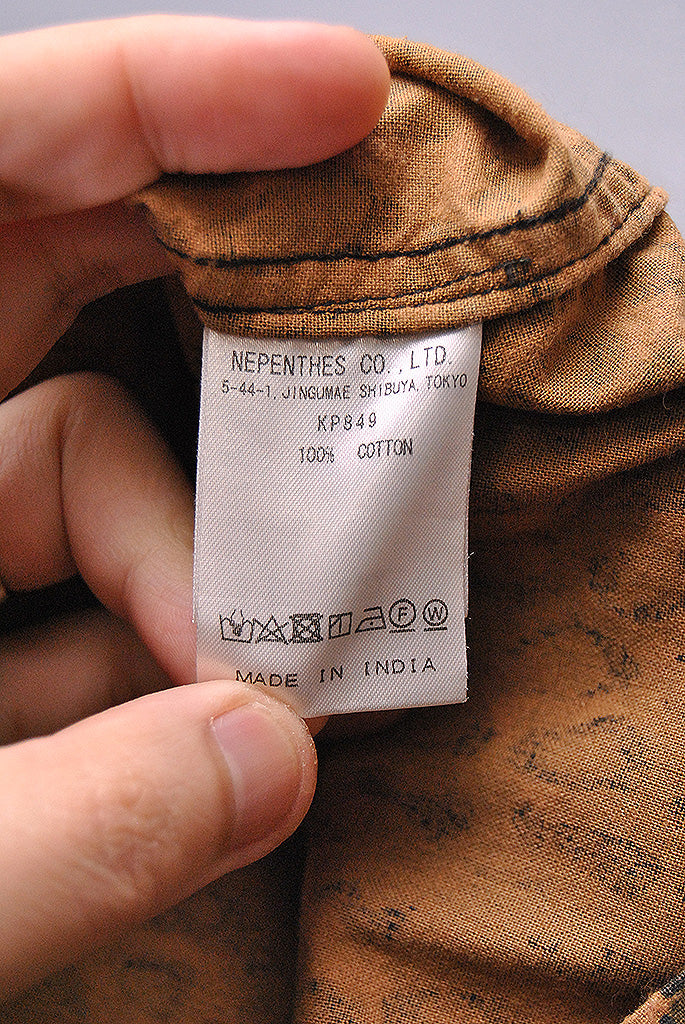 NEPENTHES CO.,LTD.
5-44-1, JINGUMAE SHIBUYA, TOKYO
KP849
100% COTTON
F W
MADE IN INDIA